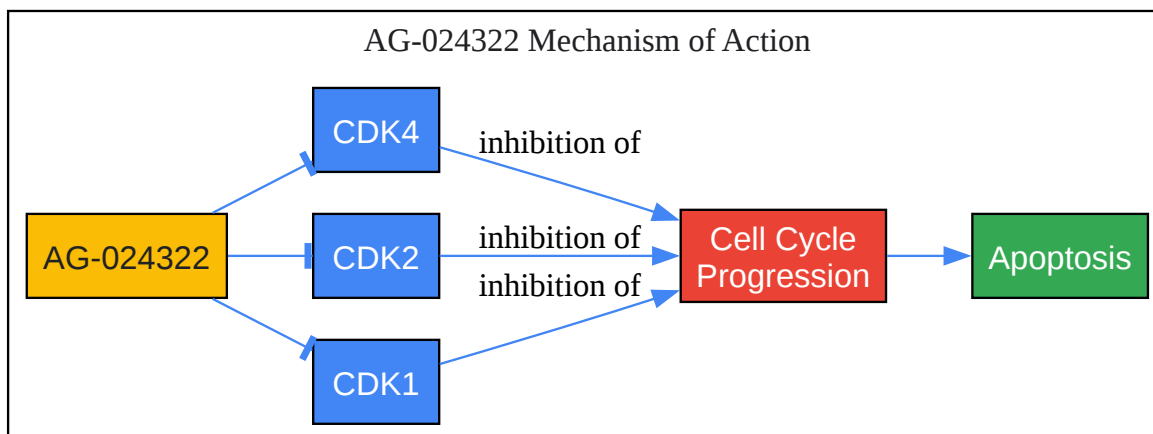 AG-024322 Mechanism of Action
CDK4
inhibition of
AG-024322
CDK2
inhibition of
Cell Cycle
Progression
Apoptosis
inhibition of
CDK1